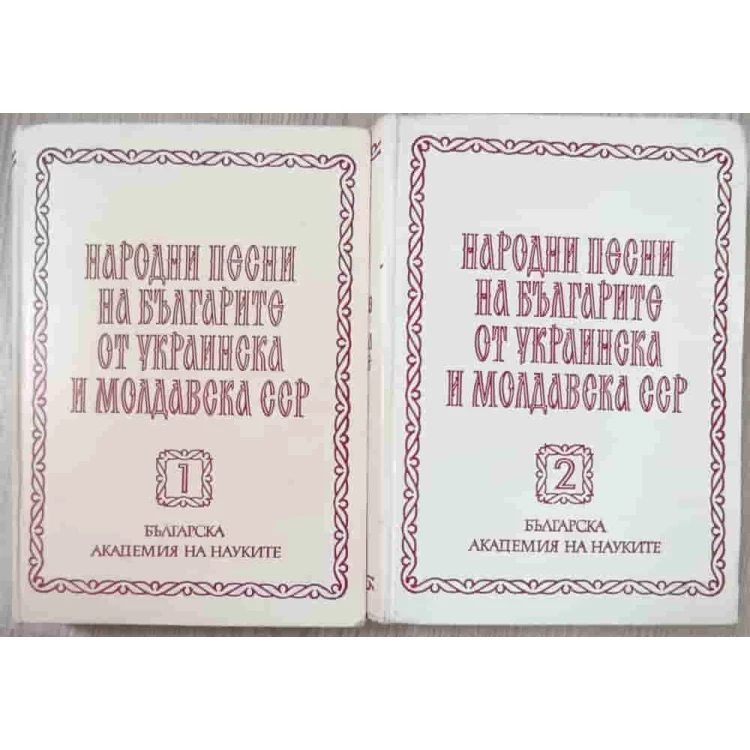 НАРОДНИ ПЕСНИ
НА БЪЛГАРИТЕ
ОТ УКРАИНСКА
И МОЛДАВСКА ССР
1
БЪЛГАРСКА
АКАДЕМИЯ НА НАУКИТЕ
НАРОДНИ ПЕСНИ
НА БЪЛГАРИТЕ
ОТ УКРАИНСКА
И МОЛДАВСКА ССР
2
БЪЛГАРСКА
АКАДЕМИЯ НА НАУКИТЕ